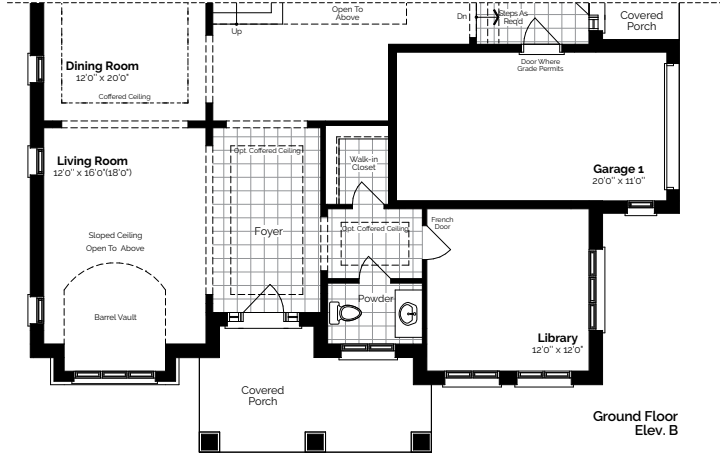 Open To
Above
Up
Dn
Steps As
Req'd
Covered
Porch
Door Where
Grade Permits
Dining Room
12'0" x 20'0"
Coffered Ceiling
Living Room
12'0" x 16'0"(18'0")
Opt. Coffered Ceiling
Walk-in
Closet
Garage 1
20'0" x 11'0"
Sloped Ceiling
Open To Above
Foyer
Opt. Coffered Ceiling
French
Door
Barrel Vault
Powder
Library
12'0" x 12'0"
Covered
Porch
Ground Floor
Elev. B